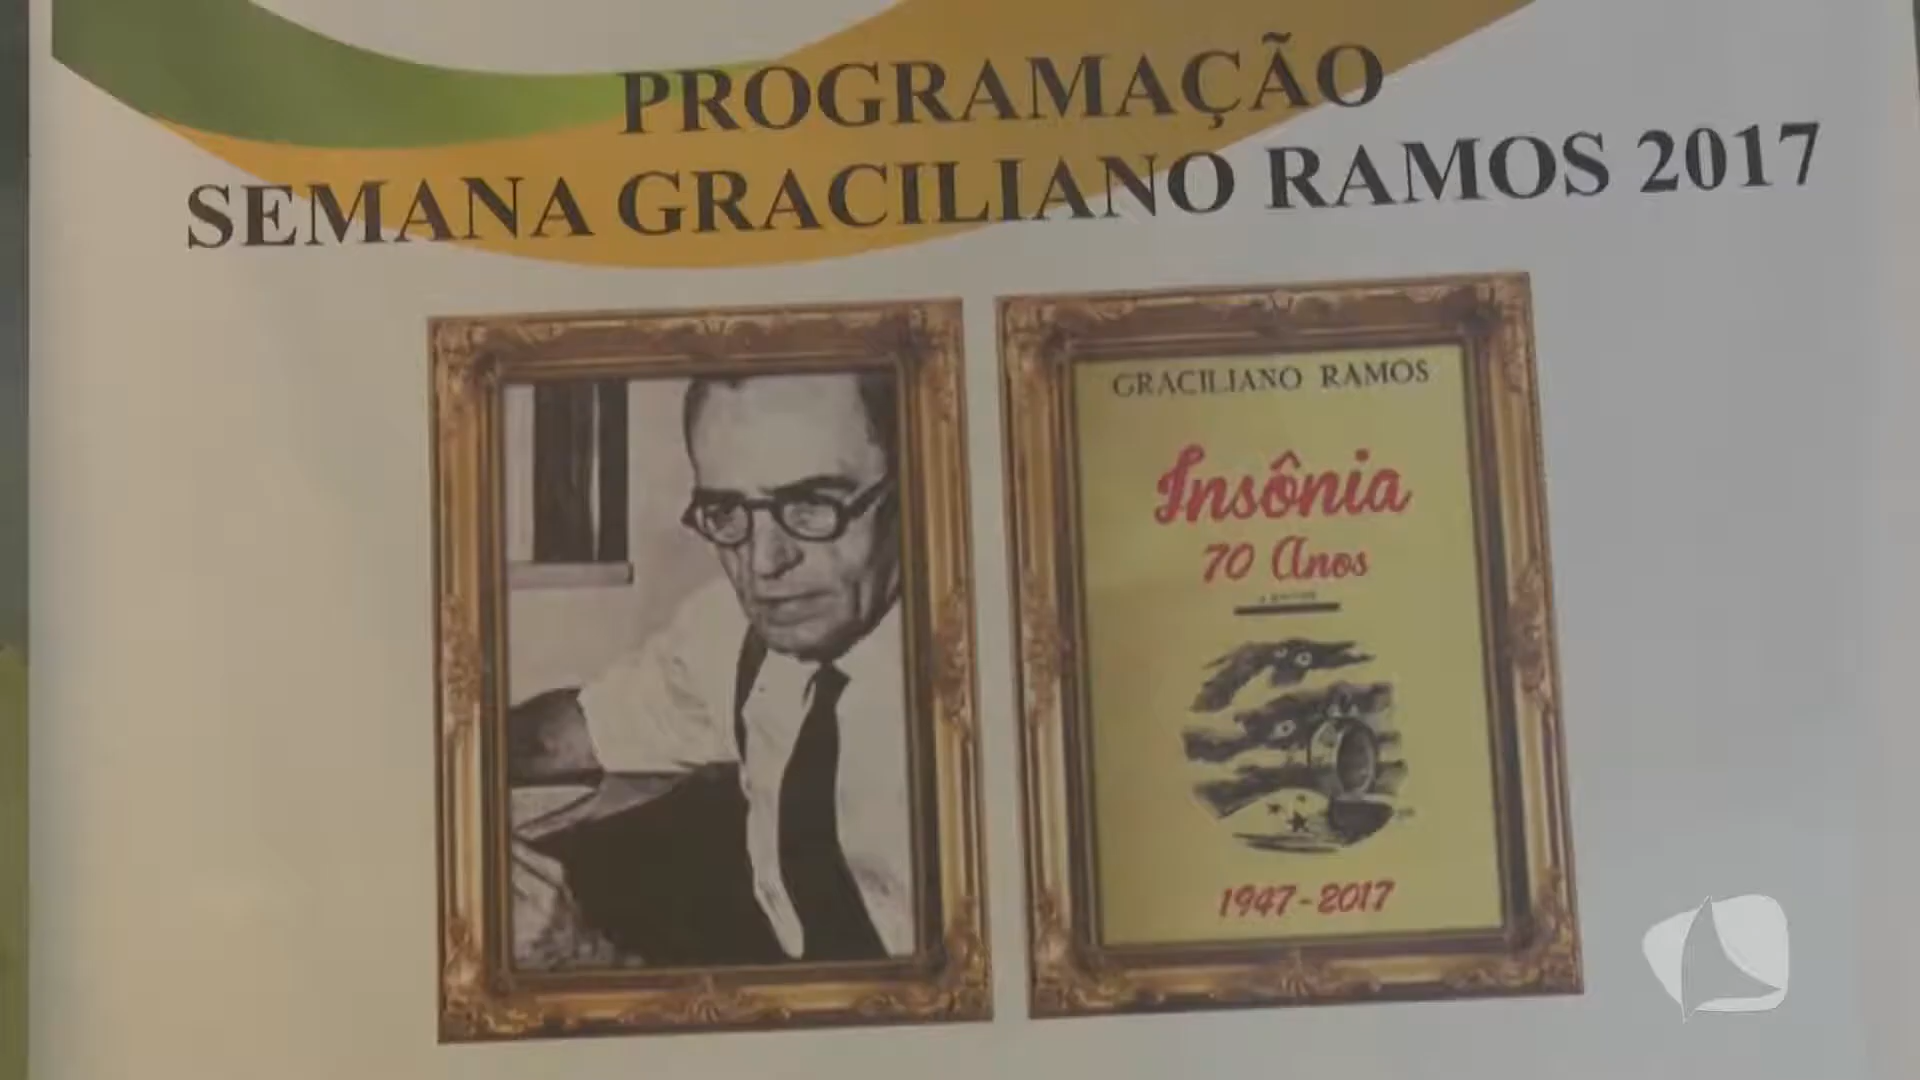 PROGRAMAÇÃO
SEMANA GRACILIANO RAMOS 2017
GRACILIANO RAMOS
Insônia
70 Anos
1947-2017